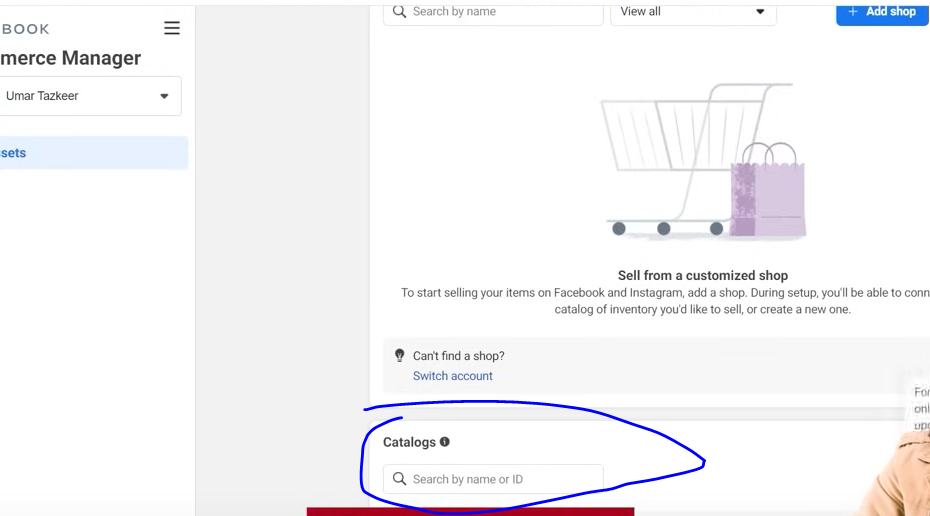 BOOK
merce Manager
Umar Tazkeer
sets
Search by name
View all
+ Add shop
Sell from a customized shop
To start selling your items on Facebook and Instagram, add a shop. During setup, you'll be able to conn
catalog of inventory you'd like to sell, or create a new one.
Can't find a shop?
Switch account
For
onl
upd
Catalogs
Search by name or ID